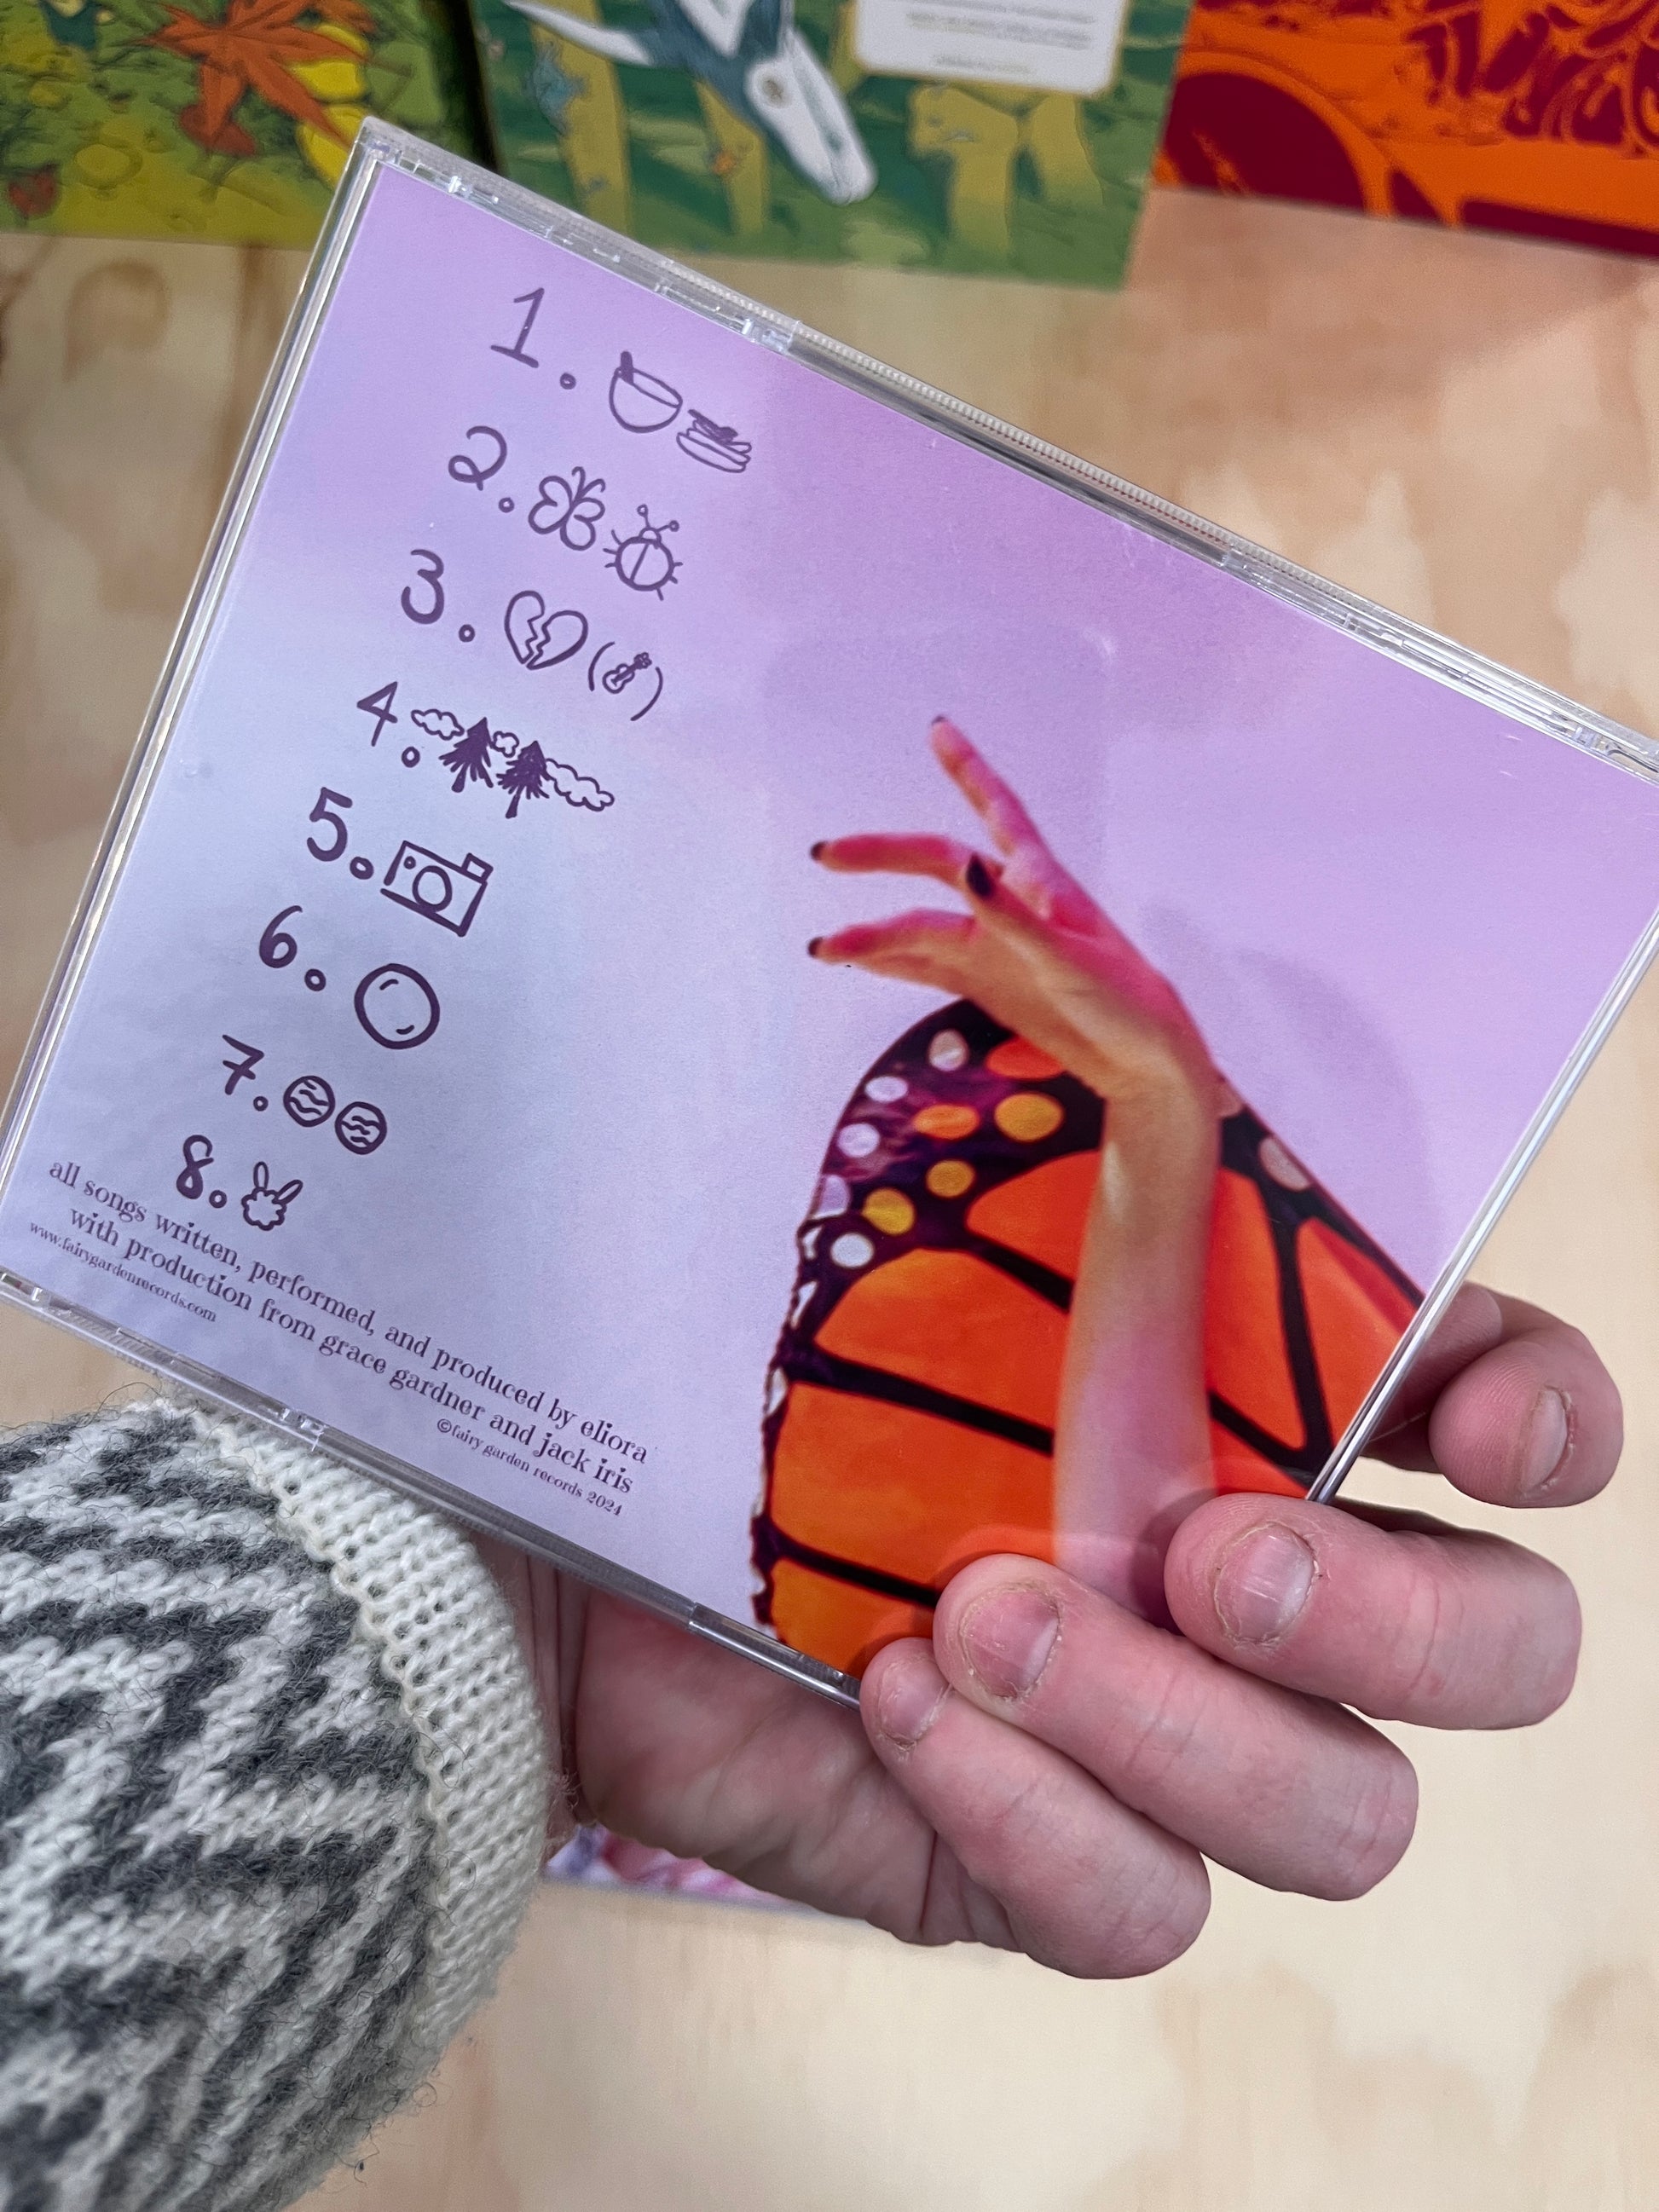 1.
2.
3. ( )
4.
5.
6.
7.
8.
all songs written, performed, and produced by eliora
with production from grace gardner and jack iris
www.fairygardenrecords.com
©fairy garden records 2024